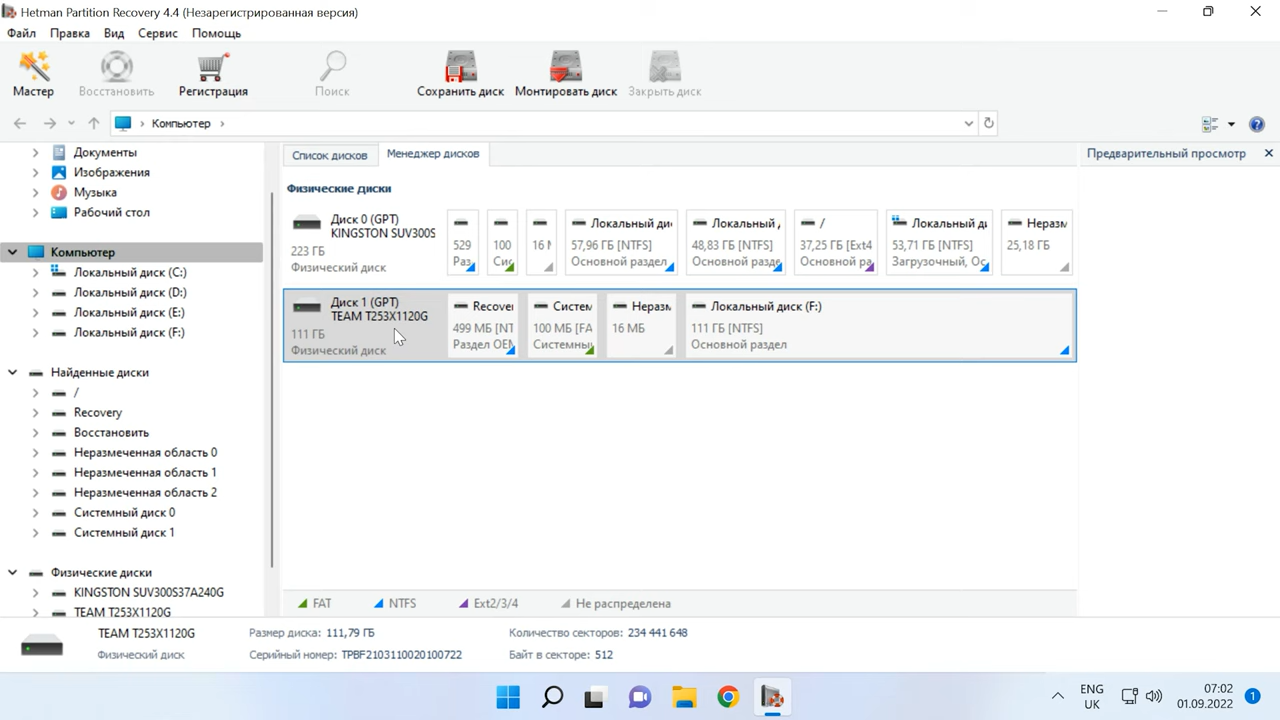 Hetman Partition Recovery 4.4 (Незарегистрированная версия)
Файл Правка Вид Сервис Помощь
Мастер Восстановить Регистрация Поиск Сохранить диск Монтировать диск Закрыть диск
Компьютер
Документы
Изображения
Музыка
Рабочий стол
Компьютер
Локальный диск (C:)
Локальный диск (D:)
Локальный диск (E:)
Локальный диск (F:)
Найденные диски
/
Recovery
Восстановить
Неразмеченная область 0
Неразмеченная область 1
Неразмеченная область 2
Системный диск 0
Системный диск 1
Физические диски
KINGSTON SUV300S37A240G
TEAM T253X1120G
Список дисков Менеджер дисков
Физические диски
Диск 0 (GPT)
KINGSTON SUV300S
223 ГБ
Физический диск
529
Раз
100
Сис
16 М
Локальный ди
57,96 ГБ [NTFS]
Основной раздел
Локальный д
48,83 ГБ [NTFS]
Основной разде
/
37,25 ГБ [Ext4
Основной ра
Локальный ди
53,71 ГБ [NTFS]
Загрузочный, Ос
Нераз
25,18 ГБ
Диск 1 (GPT)
TEAM T253X1120G
111 ГБ
Физический диск
Recove
499 МБ [NT
Раздел OEM
Систем
100 МБ [FA
Системны
Нераз
16 МБ
Локальный диск (F:)
111 ГБ [NTFS]
Основной раздел
FAT NTFS Ext2/3/4 Не распределена
Предварительный просмотр
TEAM T253X1120G
Физический диск
Размер диска: 111,79 ГБ
Серийный номер: TPBF2103110020100722
Количество секторов: 234 441 648
Байт в секторе: 512
ENG
UK
07:02
01.09.2022
1